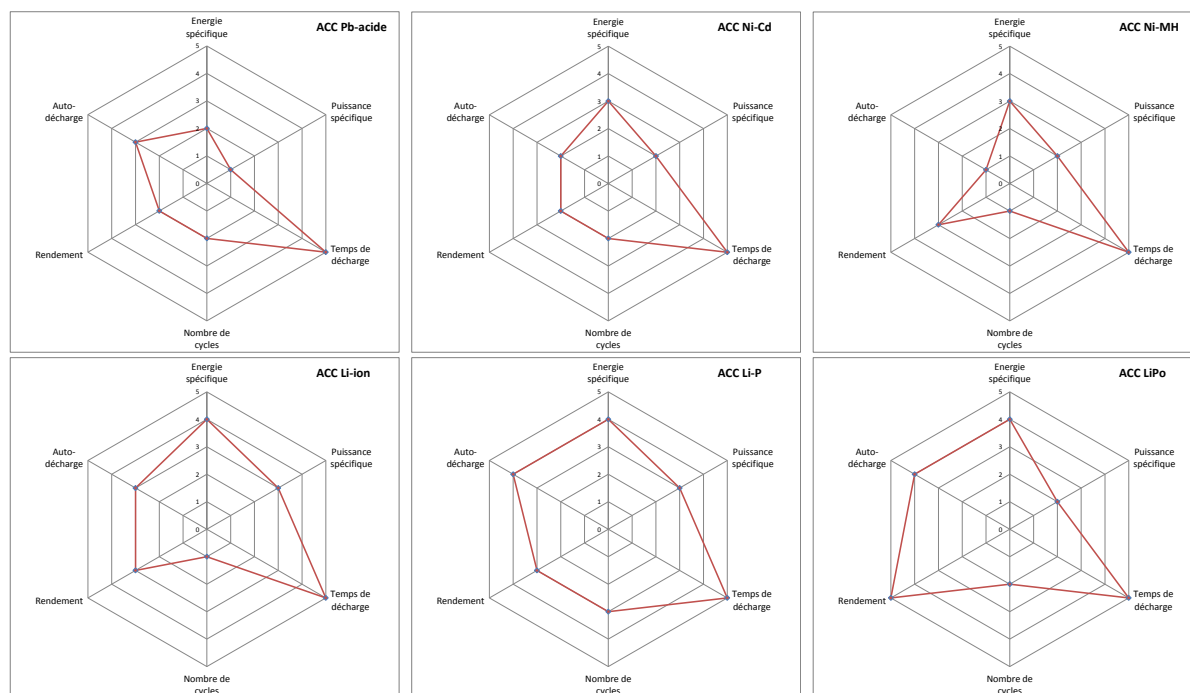 ACC Pb-acide
Energie
spécifique
5
4
3
2
1
0
Puissance
spécifique
Temps de
décharge
Nombre de
cycles
Rendement
Auto-
décharge
ACC Ni-Cd
Energie
spécifique
5
4
3
2
1
0
Puissance
spécifique
Temps de
décharge
Nombre de
cycles
Rendement
Auto-
décharge
ACC Ni-MH
Energie
spécifique
5
4
3
2
1
0
Puissance
spécifique
Temps de
décharge
Nombre de
cycles
Rendement
Auto-
décharge
ACC Li-ion
Energie
spécifique
5
4
3
2
1
0
Puissance
spécifique
Temps de
décharge
Nombre de
cycles
Rendement
Auto-
décharge
ACC Li-P
Energie
spécifique
5
4
3
2
1
0
Puissance
spécifique
Temps de
décharge
Nombre de
cycles
Rendement
Auto-
décharge
ACC LiPo
Energie
spécifique
5
4
3
2
1
0
Puissance
spécifique
Temps de
décharge
Nombre de
cycles
Rendement
Auto-
décharge